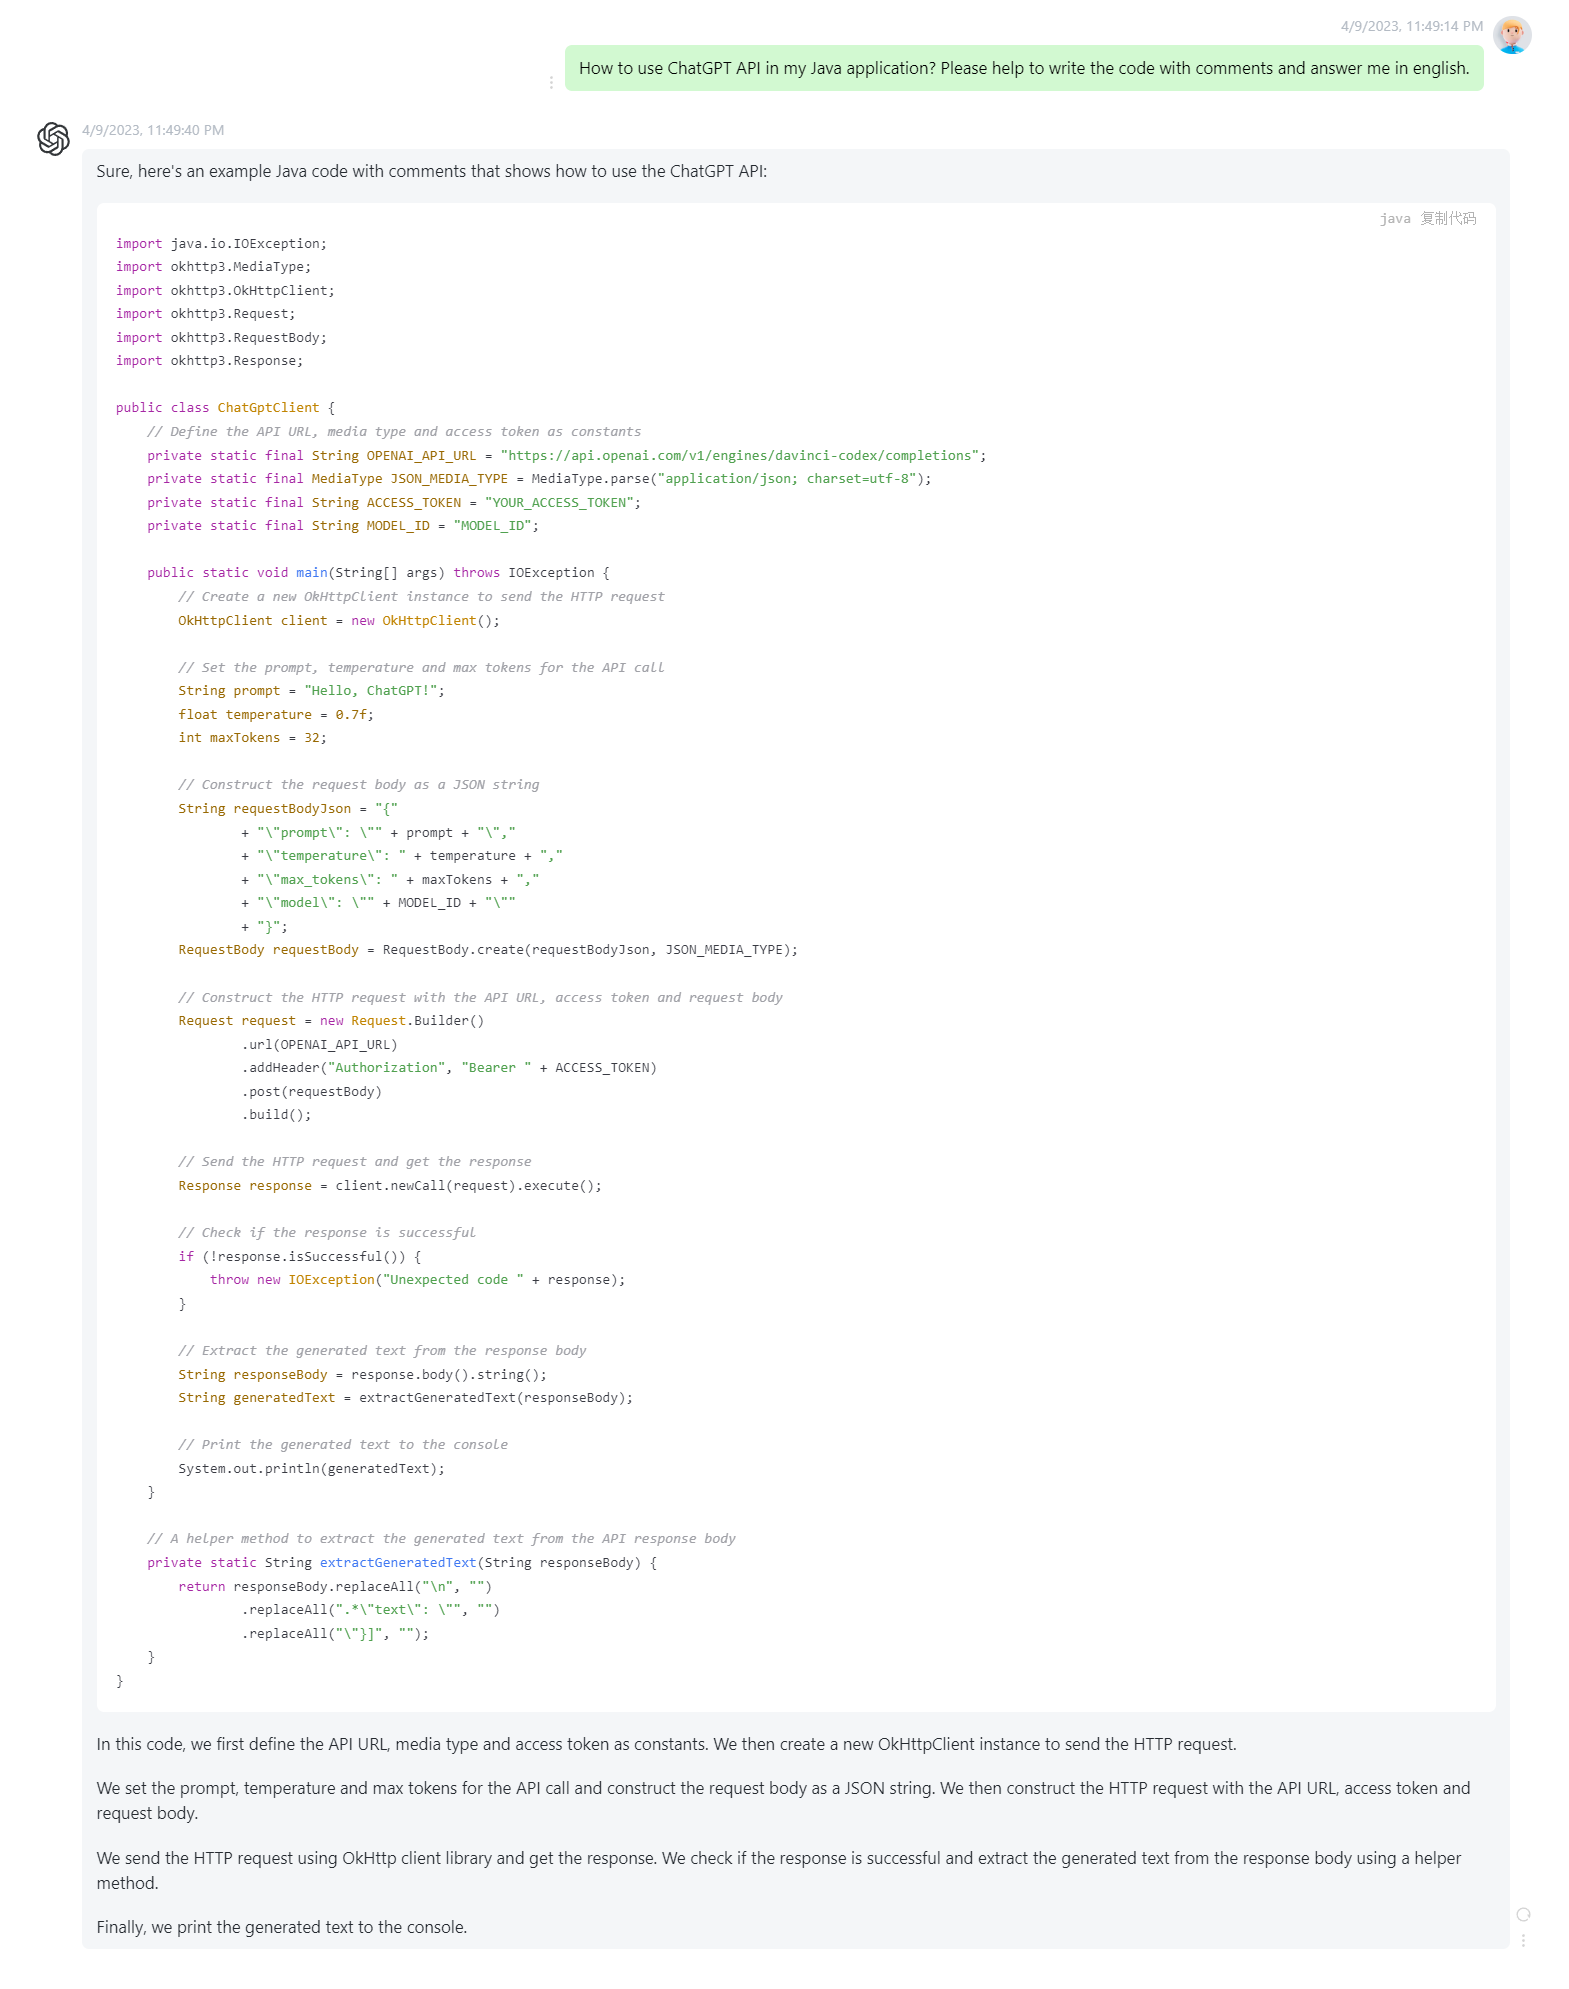 4/9/2023, 11:49:14 PM
How to use ChatGPT API in my Java application? Please help to write the code with comments and answer me in english.
4/9/2023, 11:49:40 PM
Sure, here's an example Java code with comments that shows how to use the ChatGPT API:
java 复制代码
import java.io.IOException;
import okhttp3.MediaType;
import okhttp3.OkHttpClient;
import okhttp3.Request;
import okhttp3.RequestBody;
import okhttp3.Response;
public class ChatGptClient {
// Define the API URL, media type and access token as constants
private static final String OPENAI_API_URL = "https://api.openai.com/v1/engines/davinci-codex/completions";
private static final MediaType JSON_MEDIA_TYPE = MediaType.parse("application/json; charset=utf-8");
private static final String ACCESS_TOKEN = "YOUR_ACCESS_TOKEN";
private static final String MODEL_ID = "MODEL_ID";
public static void main(String[] args) throws IOException {
// Create a new OkHttpClient instance to send the HTTP request
OkHttpClient client = new OkHttpClient();
// Set the prompt, temperature and max tokens for the API call
String prompt = "Hello, ChatGPT!";
float temperature = 0.7f;
int maxTokens = 32;
// Construct the request body as a JSON string
String requestBodyJson = "{"
+ "\"prompt\": \"" + prompt + "\","
+ "\"temperature\": " + temperature + ","
+ "\"max_tokens\": " + maxTokens + ","
+ "\"model\": \"" + MODEL_ID + "\""
+ "}";
RequestBody requestBody = RequestBody.create(requestBodyJson, JSON_MEDIA_TYPE);
// Construct the HTTP request with the API URL, access token and request body
Request request = new Request.Builder()
.url(OPENAI_API_URL)
.addHeader("Authorization", "Bearer " + ACCESS_TOKEN)
.post(requestBody)
.build();
// Send the HTTP request and get the response
Response response = client.newCall(request).execute();
// Check if the response is successful
if (!response.isSuccessful()) {
throw new IOException("Unexpected code " + response);
}
// Extract the generated text from the response body
String responseBody = response.body().string();
String generatedText = extractGeneratedText(responseBody);
// Print the generated text to the console
System.out.println(generatedText);
}
// A helper method to extract the generated text from the API response body
private static String extractGeneratedText(String responseBody) {
return responseBody.replaceAll("\n", "")
.replaceAll(".*\"text\": \"", "")
.replaceAll("\"}]", "");
}
}
In this code, we first define the API URL, media type and access token as constants. We then create a new OkHttpClient instance to send the HTTP request.
We set the prompt, temperature and max tokens for the API call and construct the request body as a JSON string. We then construct the HTTP request with the API URL, access token and
request body.
We send the HTTP request using OkHttp client library and get the response. We check if the response is successful and extract the generated text from the response body using a helper
method.
Finally, we print the generated text to the console.